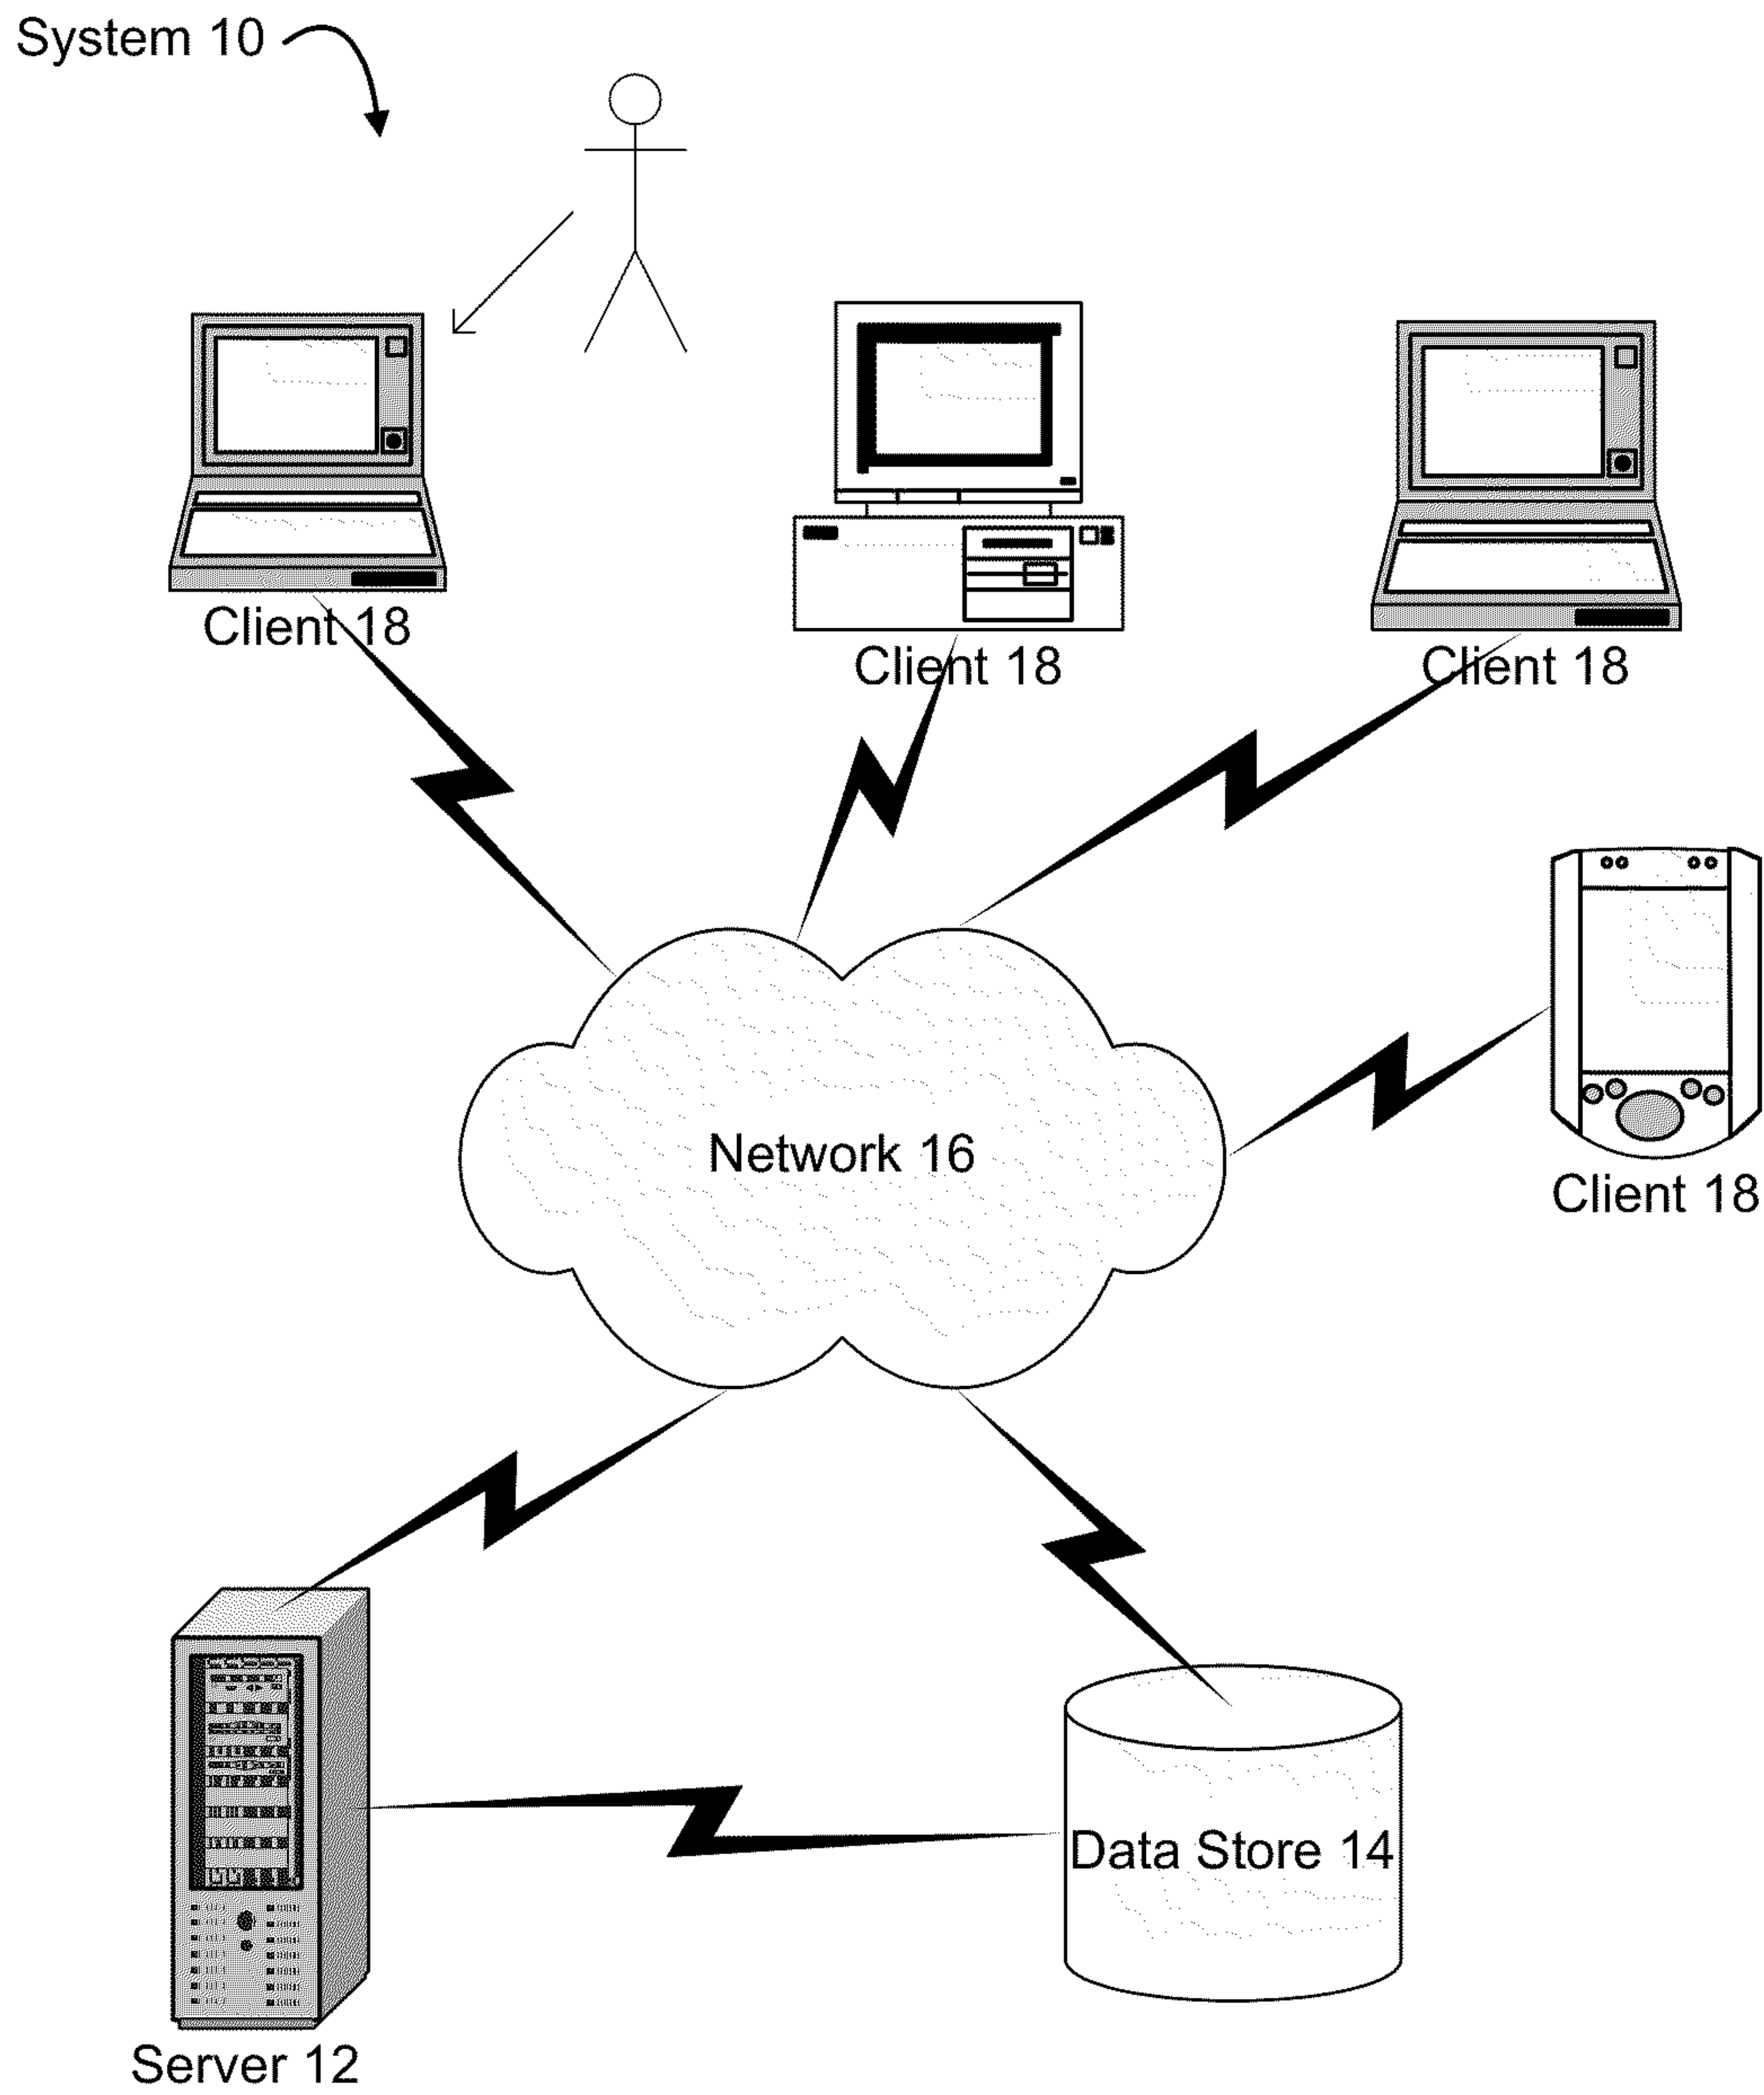 System 10
Client 18
Client 18
Client 18
Network 16
Client 18
Data Store 14
Server 12